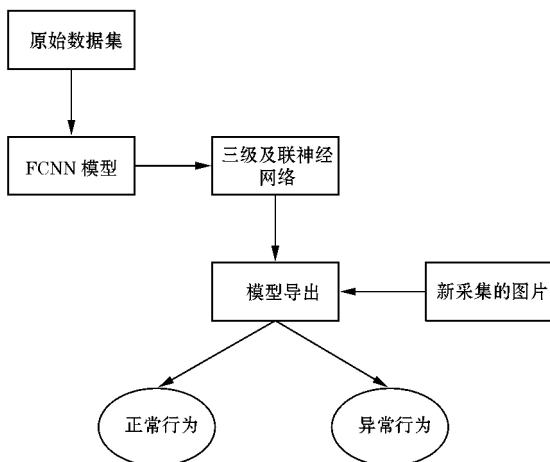 原始数据集
FCNN 模型
三级及联神经
网络
模型导出
新采集的图片
正常行为
异常行为